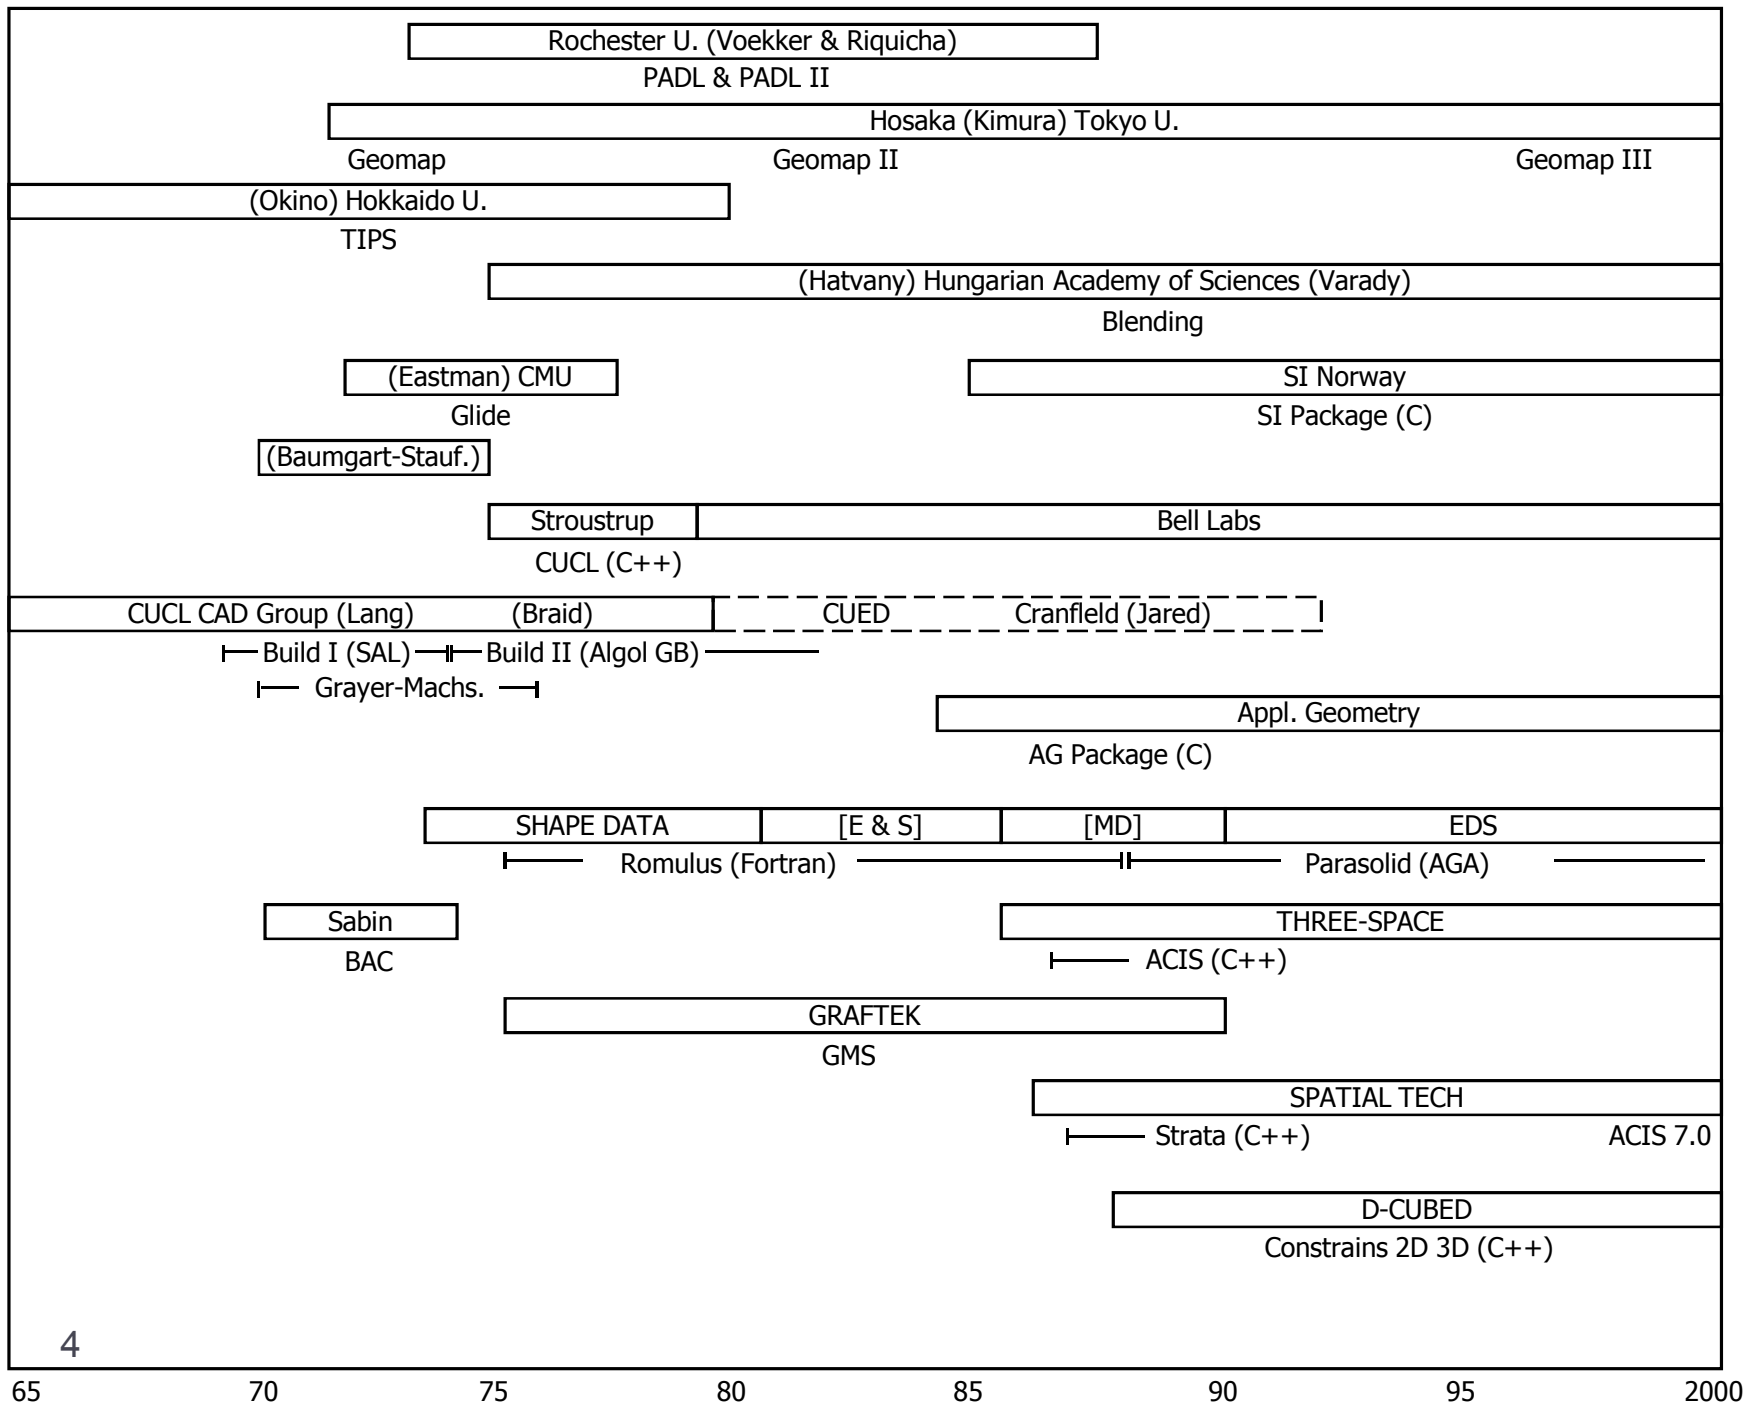 Rochester U. (Voekker & Riquicha)
PADL & PADL II
Hosaka (Kimura) Tokyo U.
Geomap Geomap II Geomap III
(Okino) Hokkaido U.
TIPS
(Hatvany) Hungarian Academy of Sciences (Varady)
Blending
(Eastman) CMU SI Norway
Glide SI Package (C)
(Baumgart-Stauf.)
Stroustrup Bell Labs
CUCL (C++)
CUCL CAD Group (Lang) (Braid) CUED Cranfleld (Jared)
Build I (SAL) Build II (Algol GB)
Grayer-Machs.
Appl. Geometry
AG Package (C)
SHAPE DATA [E & S] [MD] EDS
Romulus (Fortran) Parasolid (AGA)
Sabin THREE-SPACE
BAC ACIS (C++)
GRAFTEK
GMS
SPATIAL TECH
Strata (C++) ACIS 7.0
D-CUBED
Constrains 2D 3D (C++)
4
65 70 75 80 85 90 95 2000